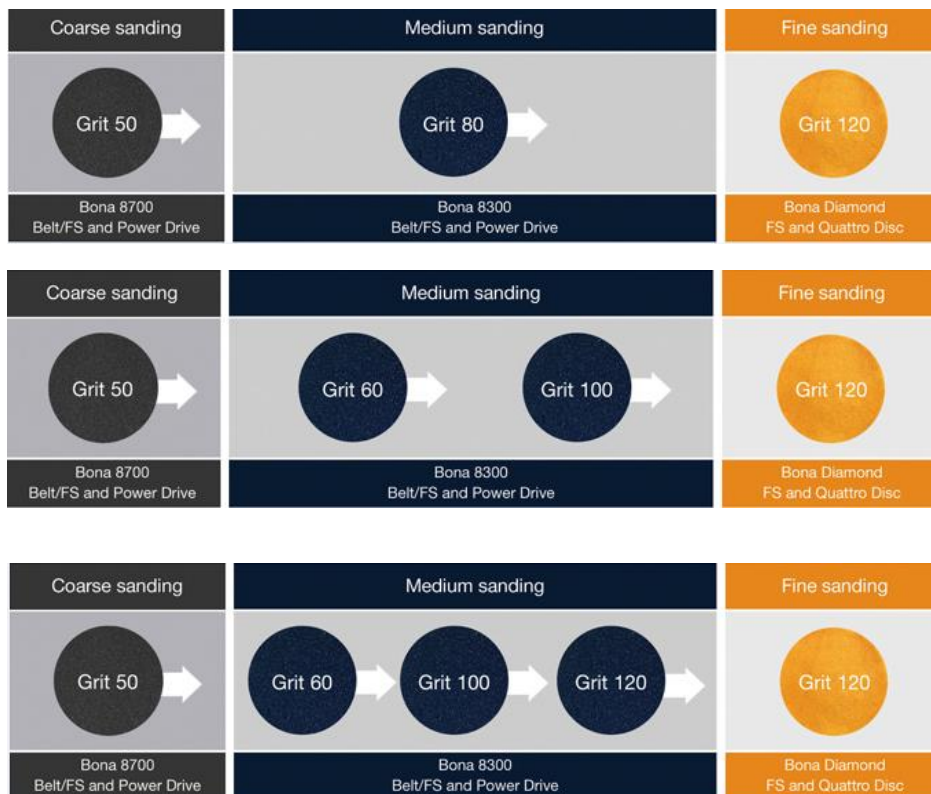 Coarse sanding
Medium sanding
Fine sanding
Grit 50
Grit 80
Grit 120
Bona 8700
Belt/FS and Power Drive
Bona 8300
Belt/FS and Power Drive
Bona Diamond
FS and Quattro Disc
Coarse sanding
Medium sanding
Fine sanding
Grit 50
Grit 60
Grit 100
Grit 120
Bona 8700
Belt/FS and Power Drive
Bona 8300
Belt/FS and Power Drive
Bona Diamond
FS and Quattro Disc
Coarse sanding
Medium sanding
Fine sanding
Grit 50
Grit 60
Grit 100
Grit 120
Grit 120
Bona 8700
Belt/FS and Power Drive
Bona 8300
Belt/FS and Power Drive
Bona Diamond
FS and Quattro Disc